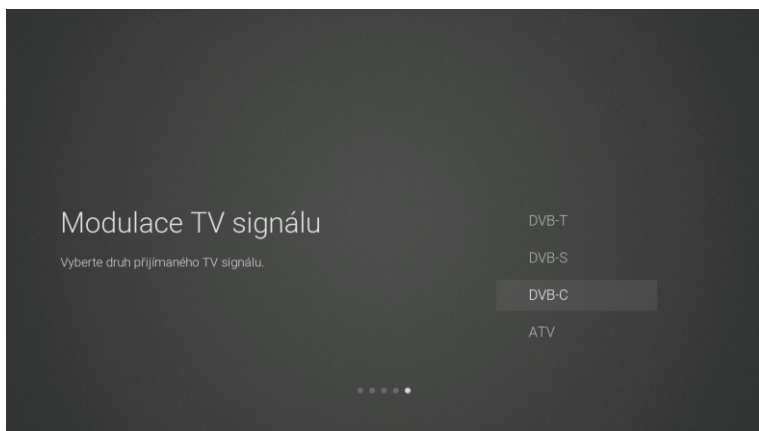 Modulace TV signálu
Vyberte druh přijímaného TV signálu.
DVB-T
DVB-S
DVB-C
ATV